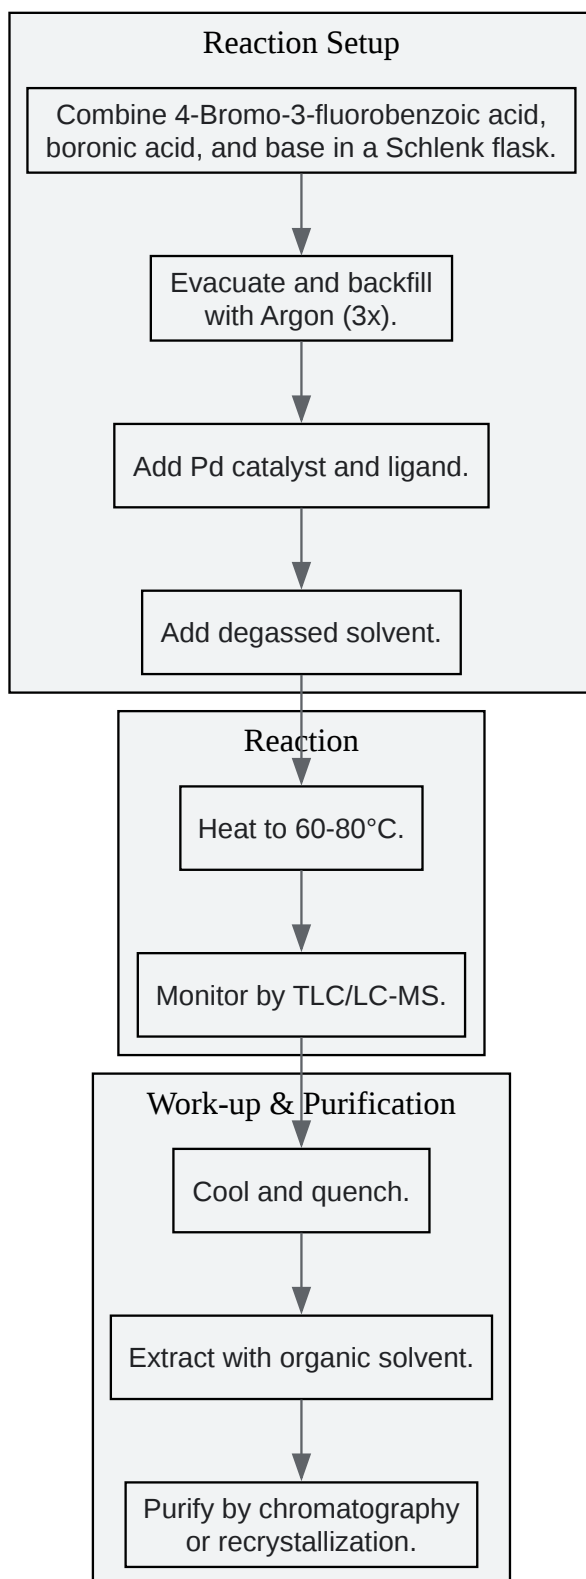 Reaction Setup
Combine 4-Bromo-3-fluorobenzoic acid,
boronic acid, and base in a Schlenk flask.
Evacuate and backfill
with Argon (3x).
Add Pd catalyst and ligand.
Add degassed solvent.
Reaction
Heat to 60-80°C.
Monitor by TLC/LC-MS.
Work-up & Purification
Cool and quench.
Extract with organic solvent.
Purify by chromatography
or recrystallization.